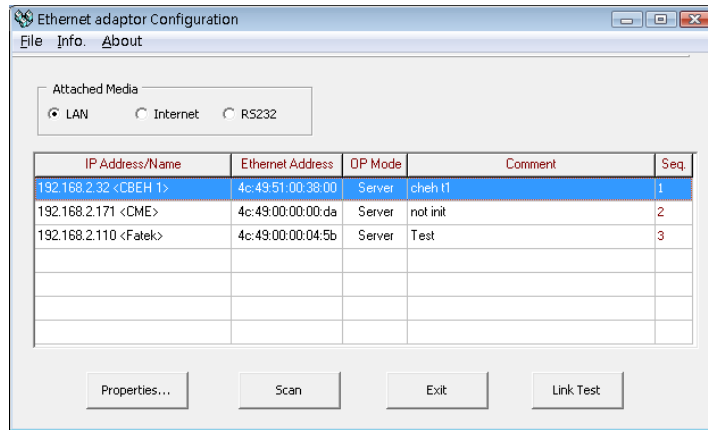 Ethernet adaptor Configuration
File Info. About
Attached Media
LAN Internet RS232
IP Address/Name Ethernet Address OP Mode Comment Seq.
192.168.2.32 <CBEH 1> 4c:49:51:00:38:00 Server cheh t1 1
192.168.2.171 <CME> 4c:49:00:00:00:da Server not init 2
192.168.2.110 <Fatek> 4c:49:00:00:04:5b Server Test 3
Properties... Scan Exit Link Test